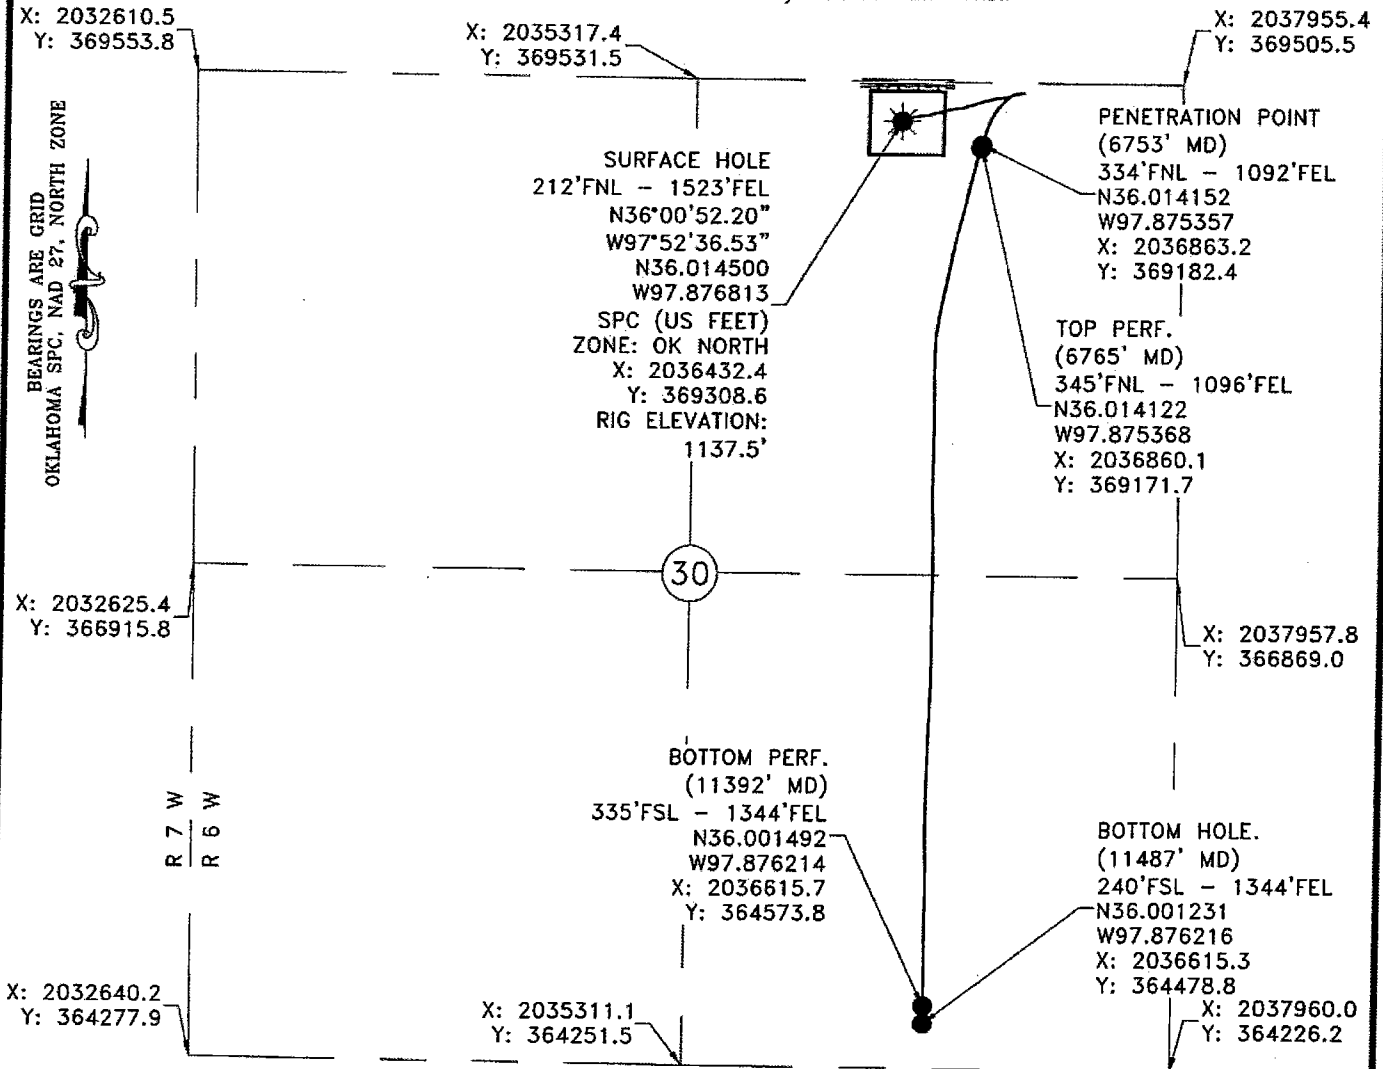 X: 2032610.5
Y: 369553.8
X: 2035317.4
Y: 369531.5
X: 2037955.4
Y: 369505.5
BEARINGS ARE GRID
OKLAHOMA SPC, NAD 27, NORTH ZONE
SURFACE HOLE
212'FNL - 1523'FEL
N36°00'52.20"
W97°52'36.53"
N36.014500
W97.876813
SPC (US FEET)
ZONE: OK NORTH
X: 2036432.4
Y: 369308.6
RIG ELEVATION:
1137.5'
PENETRATION POINT
(6753' MD)
334'FNL - 1092'FEL
N36.014152
W97.875357
X: 2036863.2
Y: 369182.4
TOP PERF.
(6765' MD)
345'FNL - 1096'FEL
N36.014122
W97.875368
X: 2036860.1
Y: 369171.7
30
X: 2032625.4
Y: 366915.8
X: 2037957.8
Y: 366869.0
R 7 W
R 6 W
BOTTOM PERF.
(11392' MD)
335'FSL - 1344'FEL
N36.001492
W97.876214
X: 2036615.7
Y: 364573.8
BOTTOM HOLE.
(11487' MD)
240'FSL - 1344'FEL
N36.001231
W97.876216
X: 2036615.3
Y: 364478.8
X: 2032640.2
Y: 364277.9
X: 2035311.1
Y: 364251.5
X: 2037960.0
Y: 364226.2